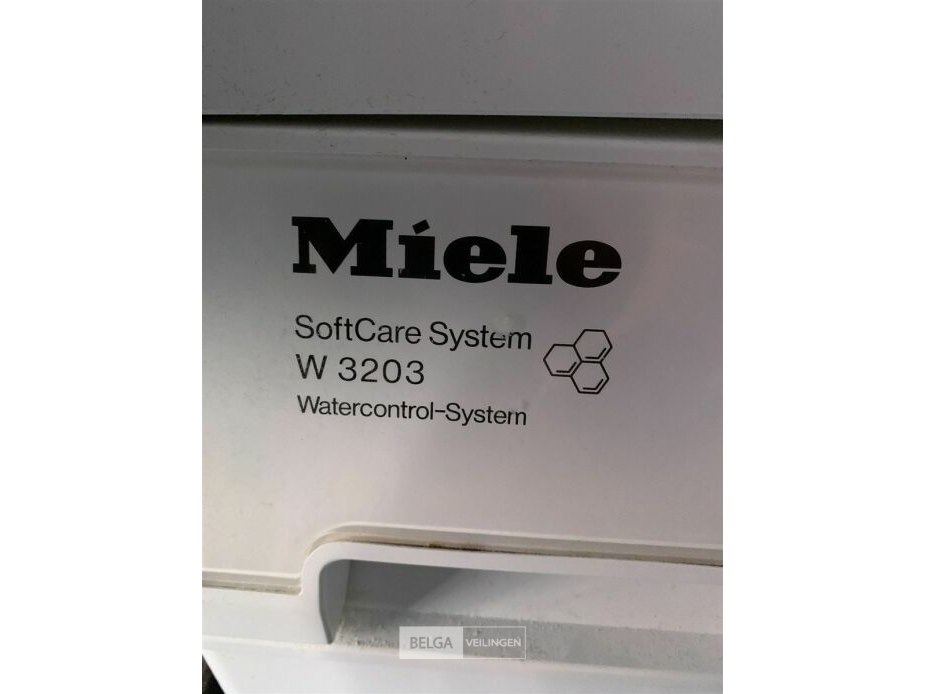 Miele
SoftCare System
W 3203
Watercontrol-System
BELGA VEILINGEN